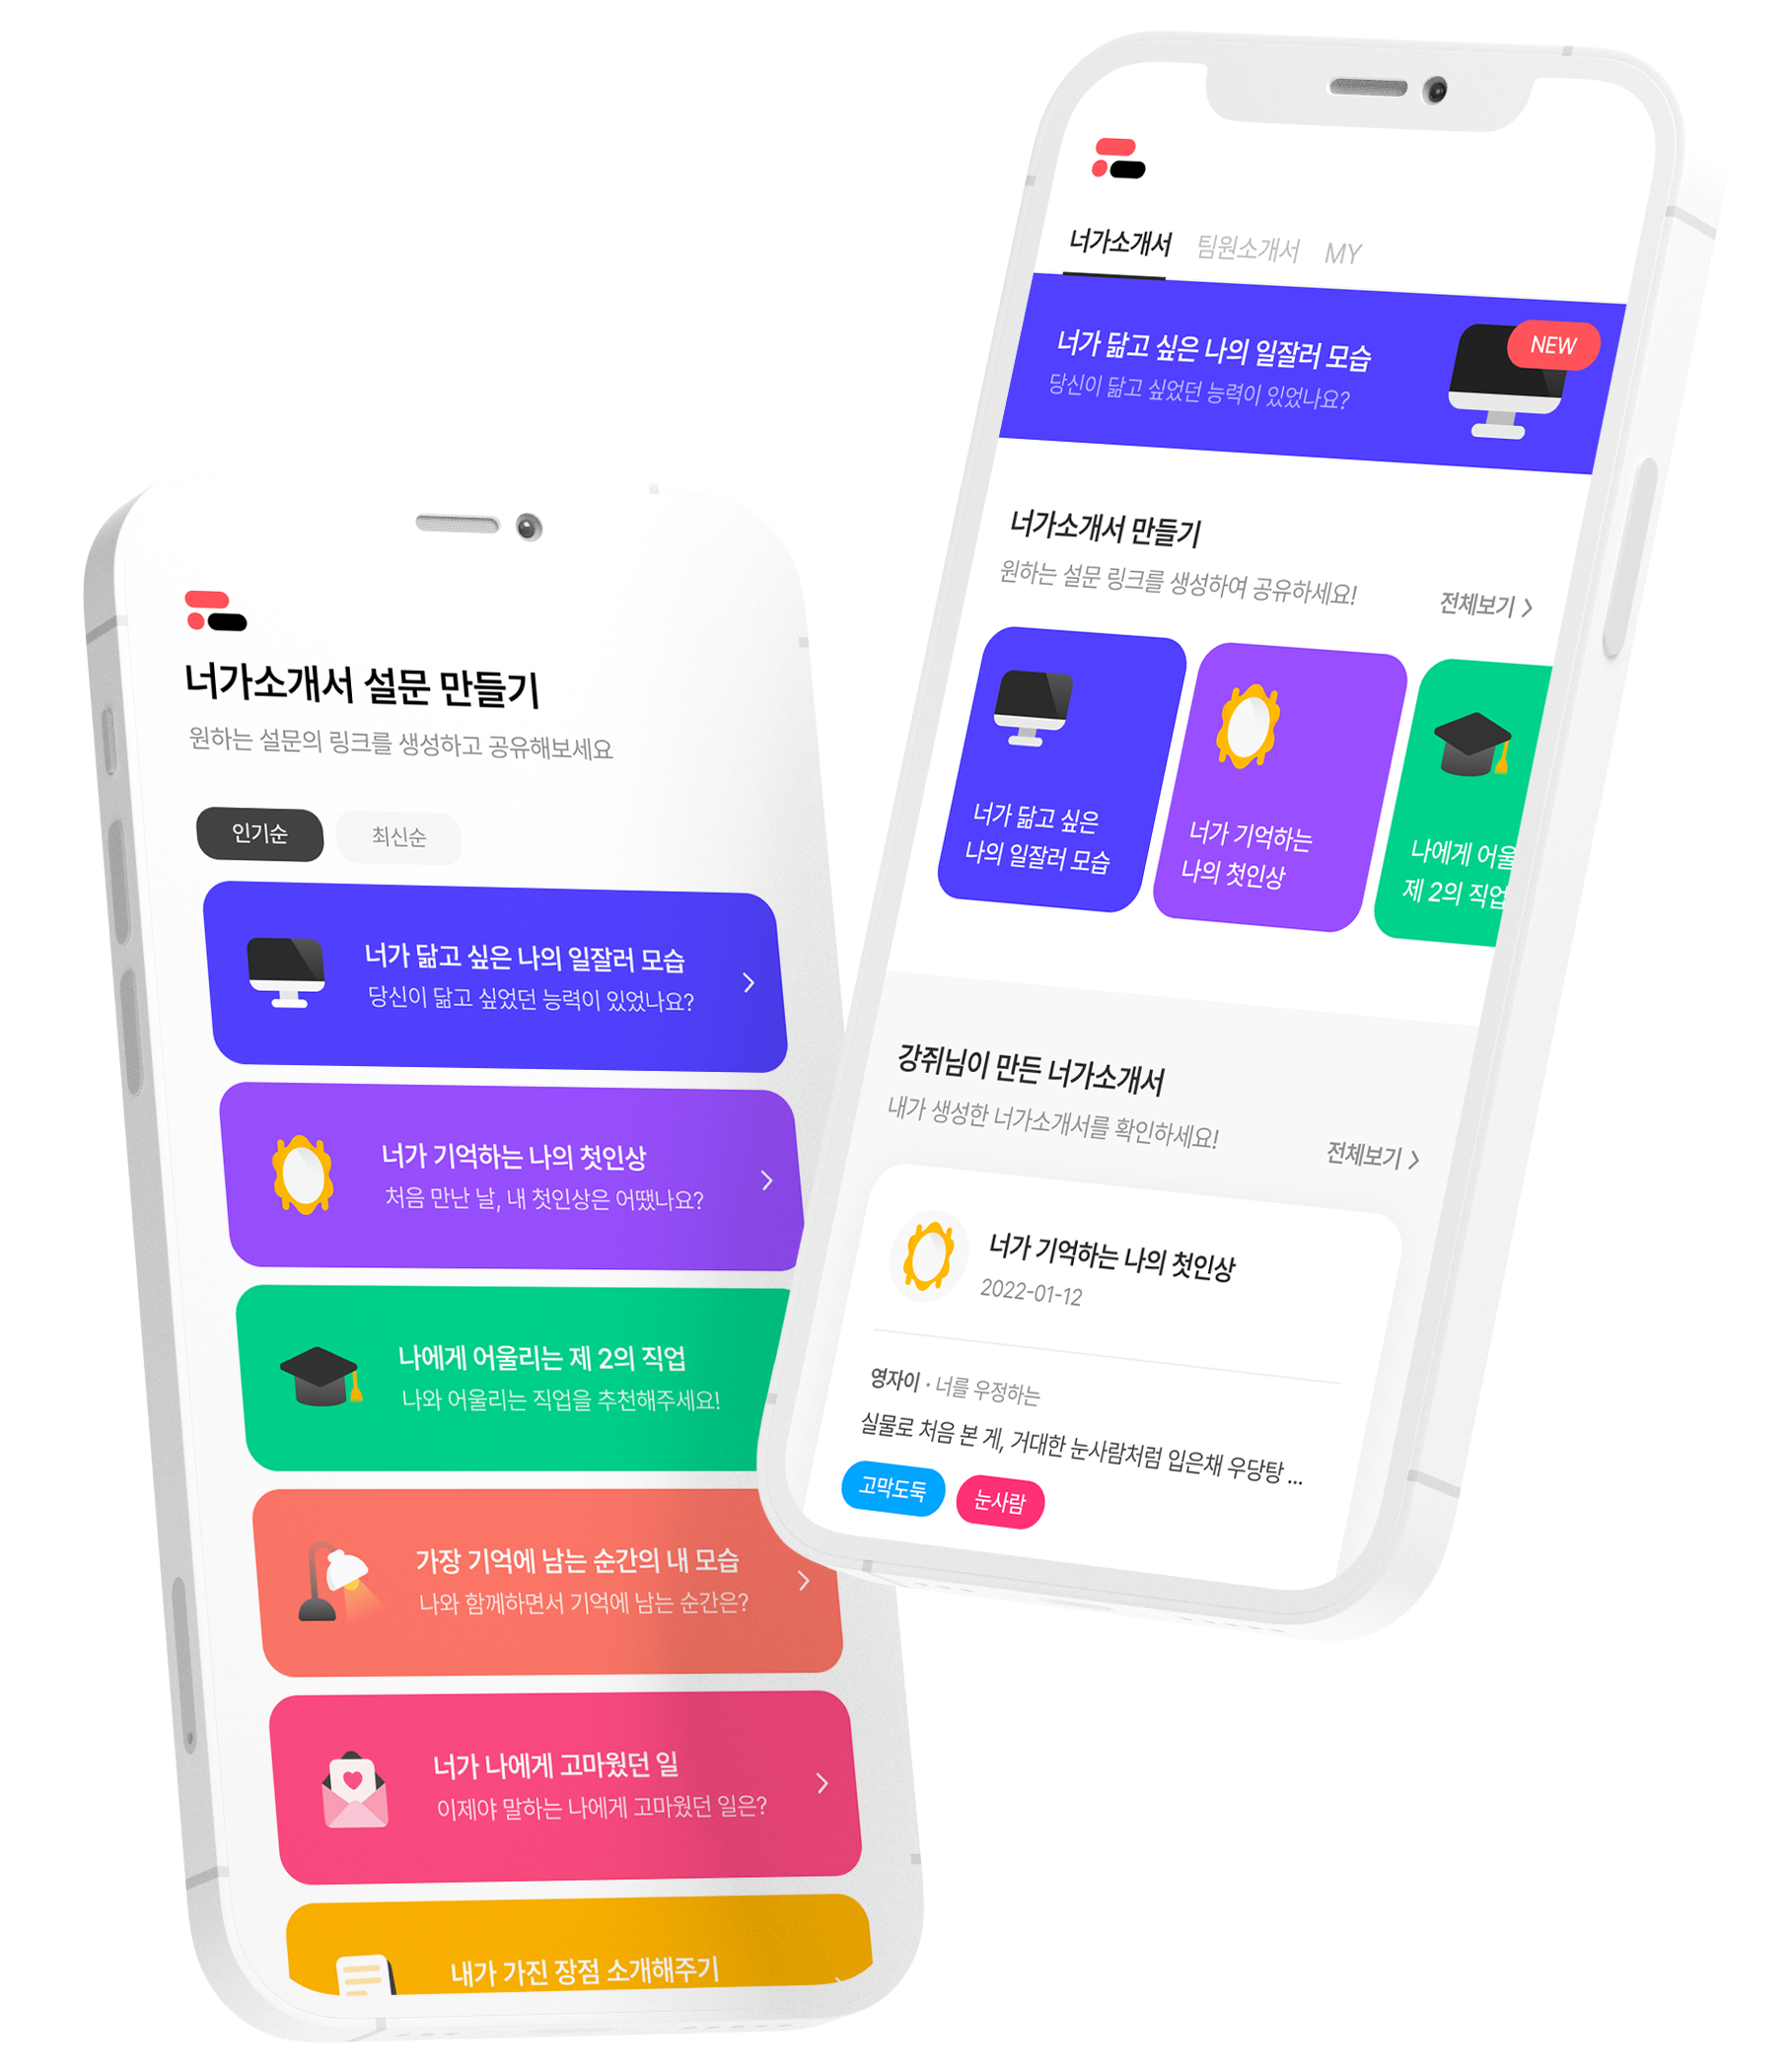 너가소개서 설문 만들기
원하는 설문의 링크를 생성하고 공유해보세요
인기순
최신순
너가 닮고 싶은 나의 일잘러 모습
당신이 닮고 싶었던 능력이 있었나요?
너가 기억하는 나의 첫인상
처음 만난 날, 내 첫인상은 어땠나요?
나에게 어울리는 제 2의 직업
나와 어울리는 직업을 추천해주세요!
가장 기억에 남는 순간의 내 모습
나와 함께하면서 기억에 남는 순간은?
너가 나에게 고마웠던 일
이제야 말하는 나에게 고마웠던 일은?
내가 가진 장점 소개해주기
너가소개서 팀원소개서 MY
너가 닮고 싶은 나의 일잘러 모습
당신이 닮고 싶었던 능력이 있었나요?
NEW
너가소개서 만들기
원하는 설문 링크를 생성하여 공유하세요!
전체보기
너가 닮고 싶은
나의 일잘러 모습
너가 기억하는
나의 첫인상
나에게 어울
제 2의 직업
강쥐님이 만든 너가소개서
내가 생성한 너가소개서를 확인하세요!
전체보기
너가 기억하는 나의 첫인상
2022-01-12
영자이 · 너를 우정하는
실물로 처음 본 게, 거대한 눈사람처럼 입은채 우당탕 ...
고막도둑
눈사람